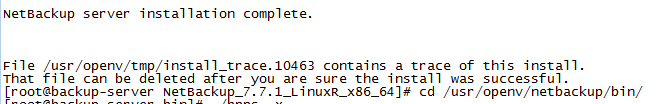 NetBackup server installation complete.
File /usr/openv/tmp/install_trace.10463 contains a trace of this install.
That file can be deleted after you are sure the install was successful.
[root@backup-server NetBackup_7.7.1_LinuxR_x86_64]# cd /usr/openv/netbackup/bin/
[root@backup-server bin]# ./bpps -x